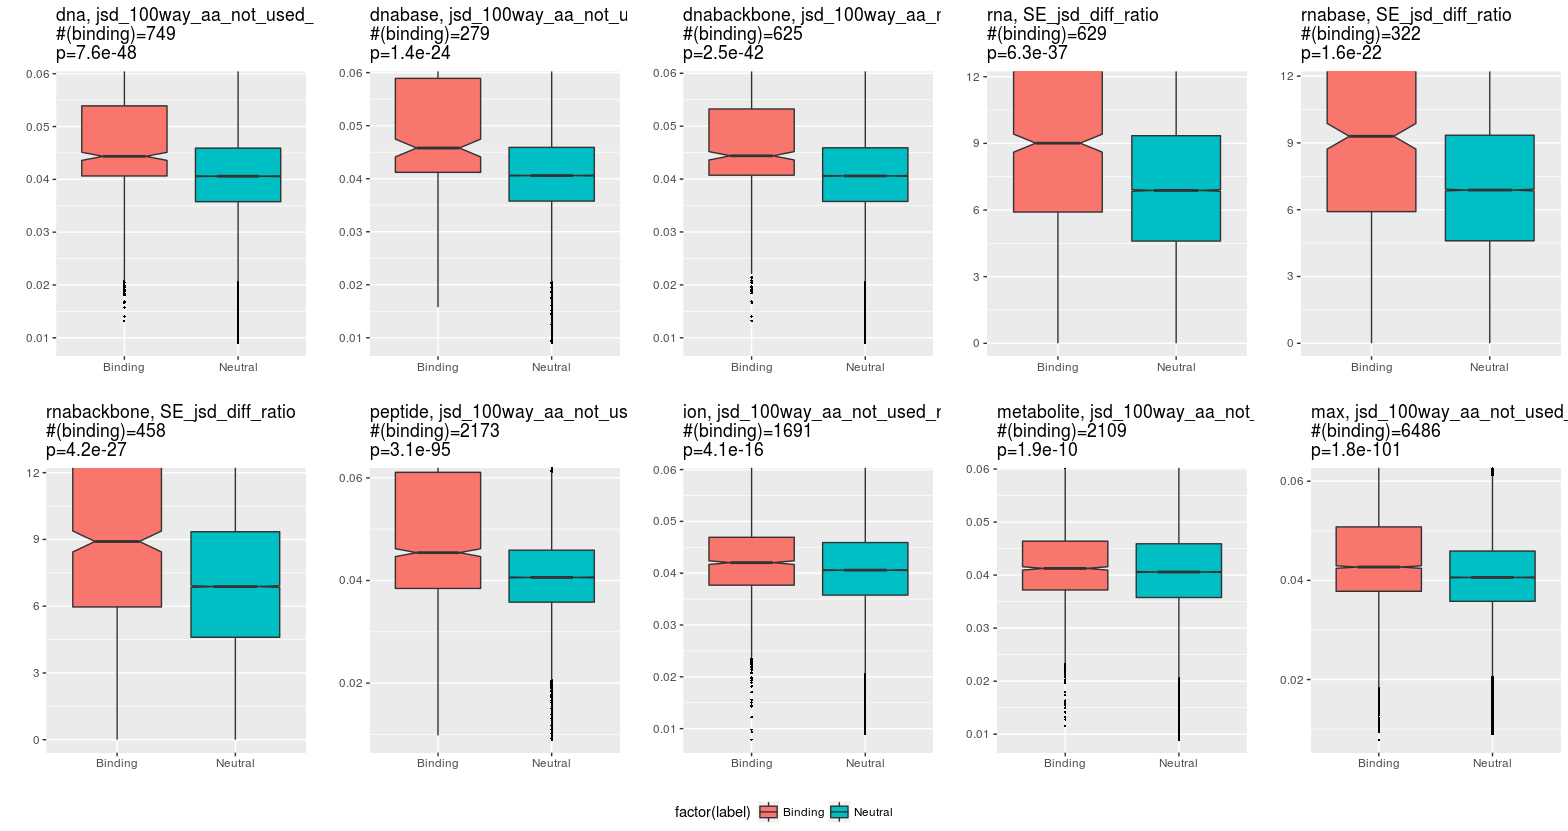 dna, jsd_100way_aa_not_used_
#(binding)=749
p=7.6e-48
0.06
0.05
0.04
0.03
0.02
0.01
Binding
Neutral
dnabase, jsd_100way_aa_not_u
#(binding)=279
p=1.4e-24
0.06
0.05
0.04
0.03
0.02
0.01
Binding
Neutral
dnabackbone, jsd_100way_aa_r
#(binding)=625
p=2.5e-42
0.06
0.05
0.04
0.03
0.02
0.01
Binding
Neutral
rna, SE_jsd_diff_ratio
#(binding)=629
p=6.3e-37
12
9
6
3
0
Binding
Neutral
rnabase, SE_jsd_diff_ratio
#(binding)=322
p=1.6e-22
12
9
6
3
0
Binding
Neutral
rnabackbone, SE_jsd_diff_ratio
#(binding)=458
p=4.2e-27
12
9
6
3
0
Binding
Neutral
peptide, jsd_100way_aa_not_us
#(binding)=2173
p=3.1e-95
0.06
0.04
0.02
Binding
Neutral
ion, jsd_100way_aa_not_used_r
#(binding)=1691
p=4.1e-16
0.06
0.05
0.04
0.03
0.02
0.01
Binding
Neutral
metabolite, jsd_100way_aa_not_
#(binding)=2109
p=1.9e-10
0.06
0.05
0.04
0.03
0.02
0.01
Binding
Neutral
max, jsd_100way_aa_not_used_
#(binding)=6486
p=1.8e-101
0.06
0.04
0.02
Binding
Neutral
factor(label) Binding Neutral